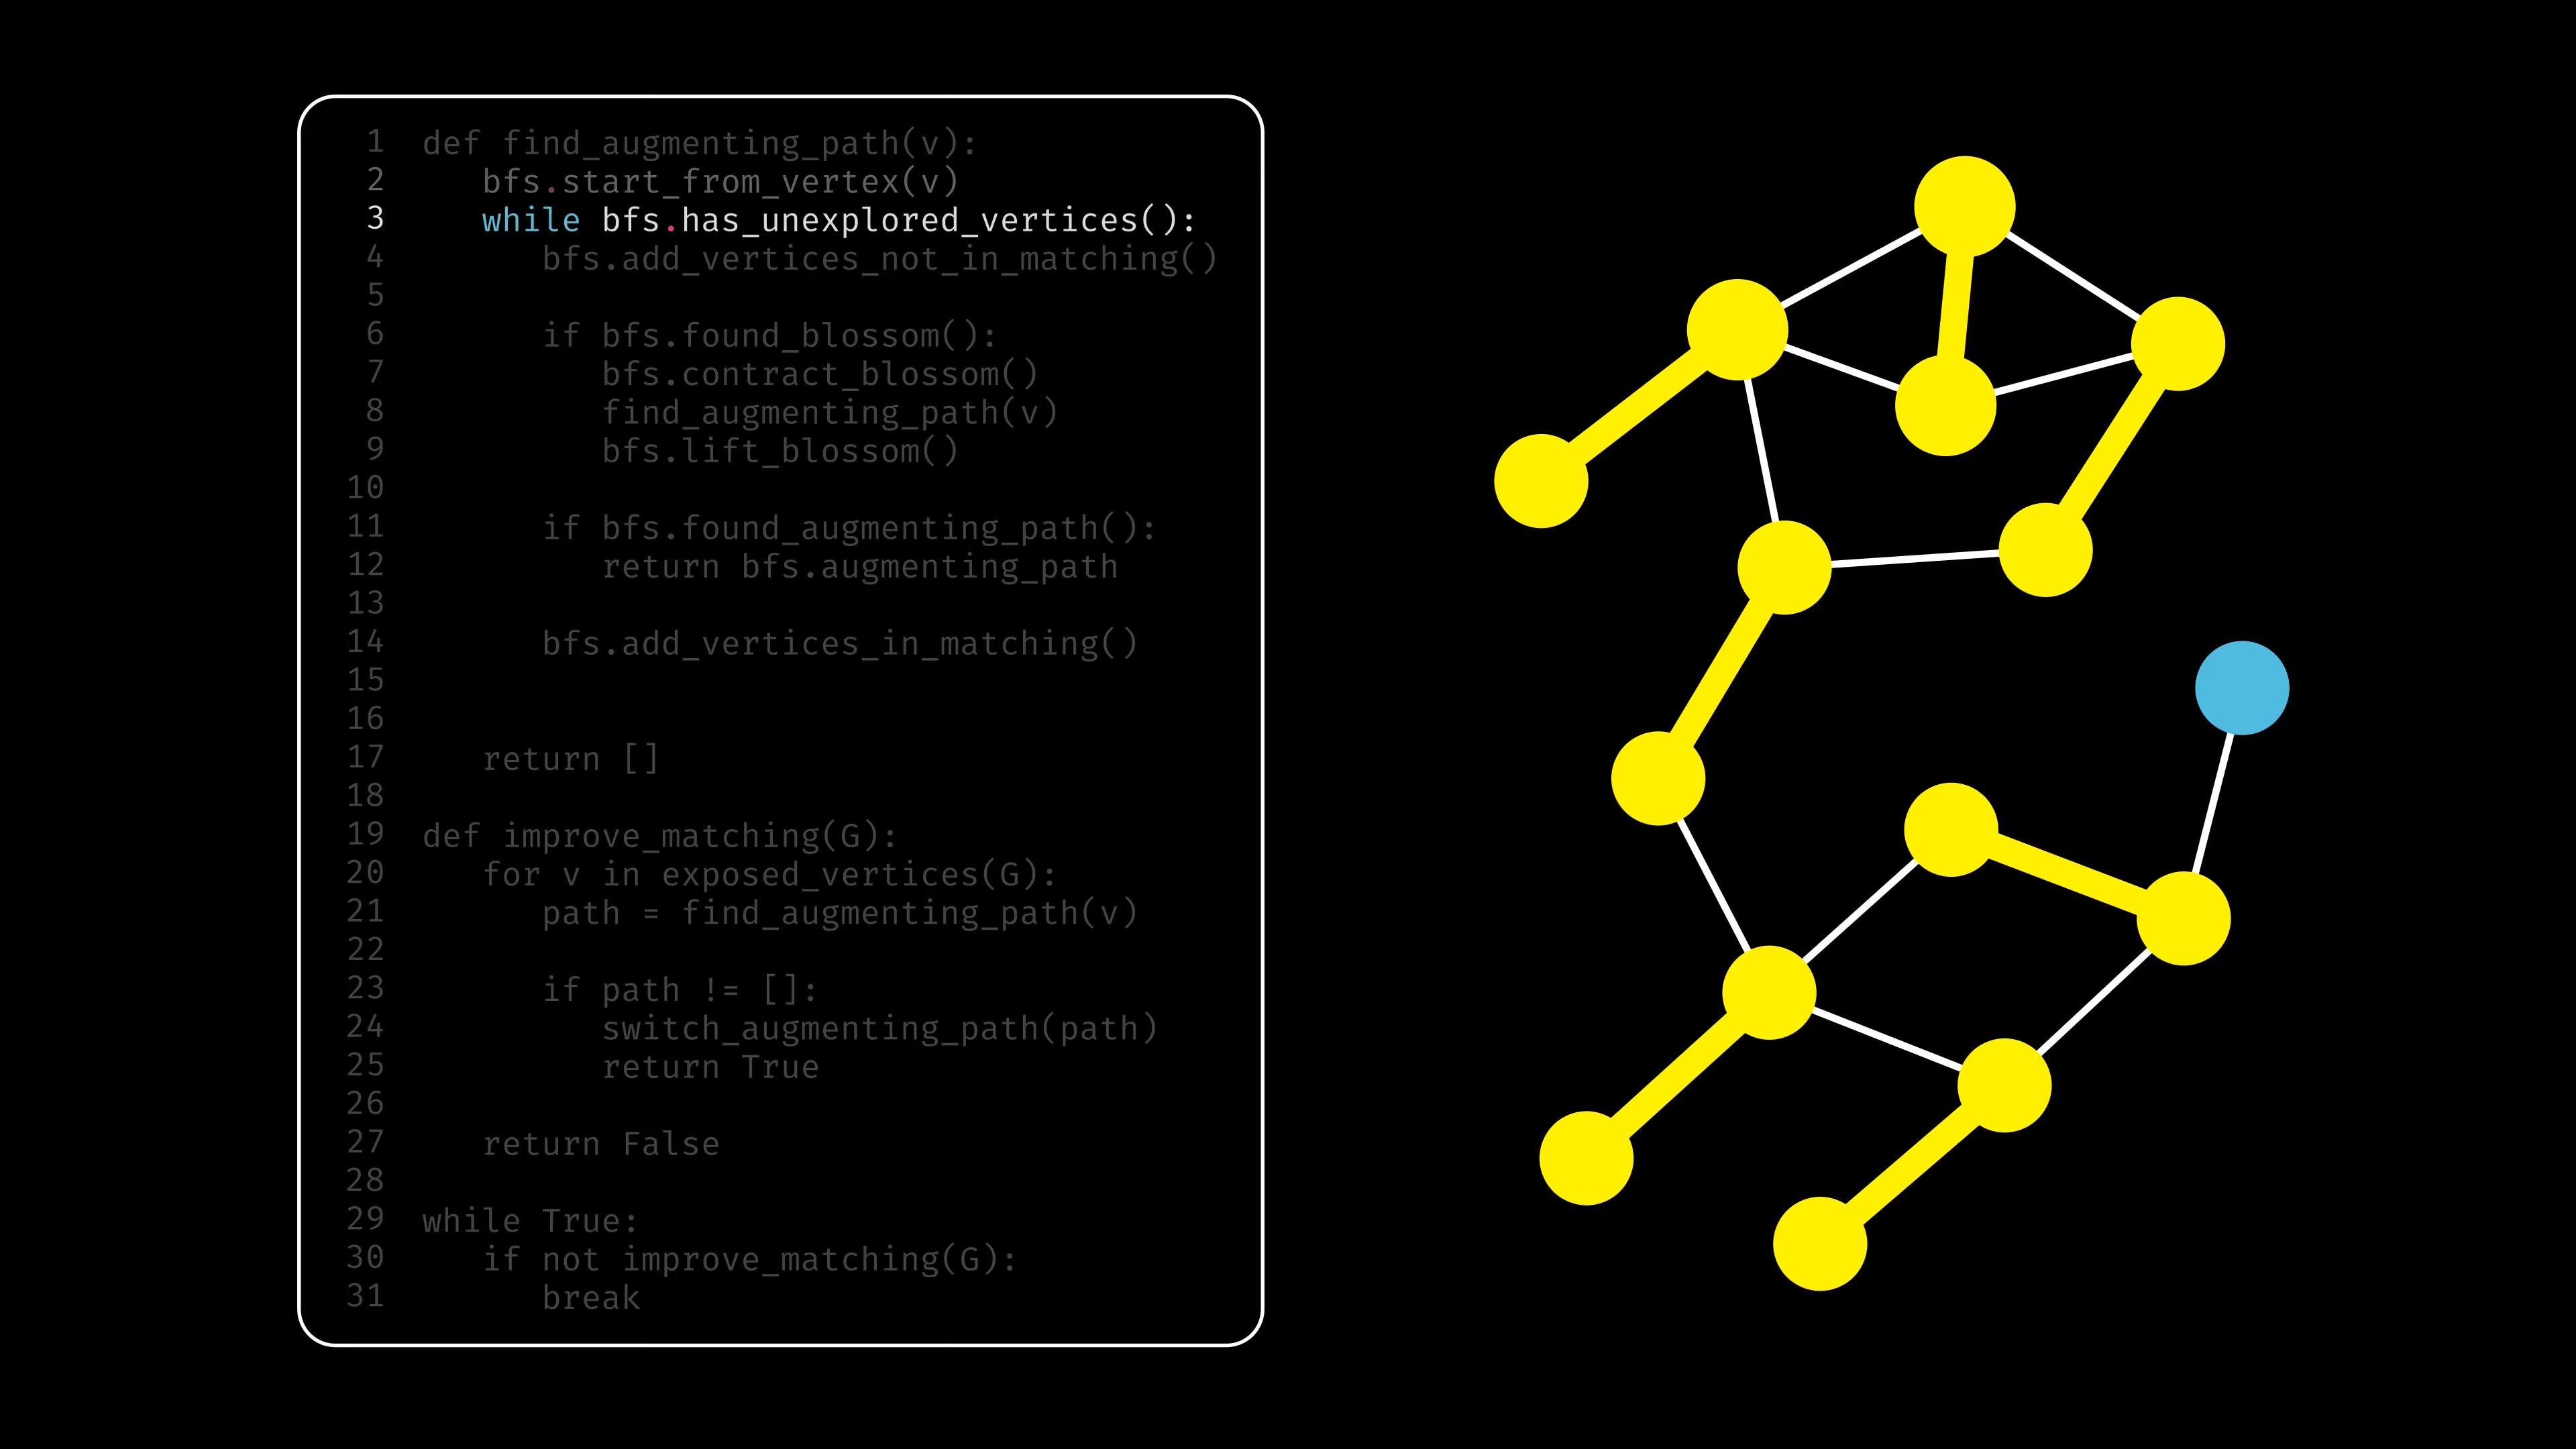 1 def find_augmenting_path(v):
2 bfs.start_from_vertex(v)
3 while bfs.has_unexplored_vertices():
4 bfs.add_vertices_not_in_matching()
5
6 if bfs.found_blossom():
7 bfs.contract_blossom()
8 find_augmenting_path(v)
9 bfs.lift_blossom()
10
11 if bfs.found_augmenting_path():
12 return bfs.augmenting_path
13
14 bfs.add_vertices_in_matching()
15
16
17 return []
18
19 def improve_matching(G):
20 for v in exposed_vertices(G):
21 path = find_augmenting_path(v)
22
23 if path != []:
24 switch_augmenting_path(path)
25 return True
26
27 return False
28
29 while True:
30 if not improve_matching(G):
31 break